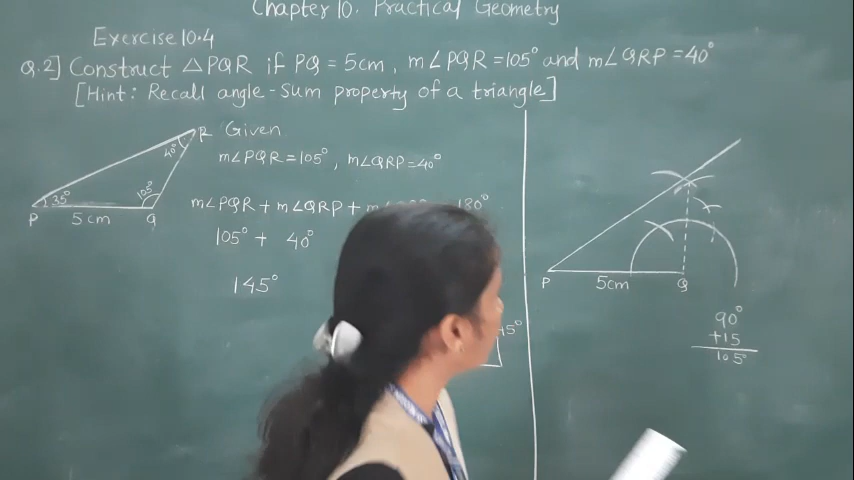 Chapter 10. Practical Geometry
Exercise 10.4
Q.2] Construct △PQR if PQ = 5cm, m∠PQR = 105° and m∠QRP = 40°
[Hint: Recall angle-sum property of a triangle]
R
40°
35°
105°
P
5cm
Q
Given
m∠PQR = 105°, m∠QRP = 40°
m∠PQR + m∠QRP + 180°
105° + 40°
145°
P
5cm
Q
90°
+15
105°